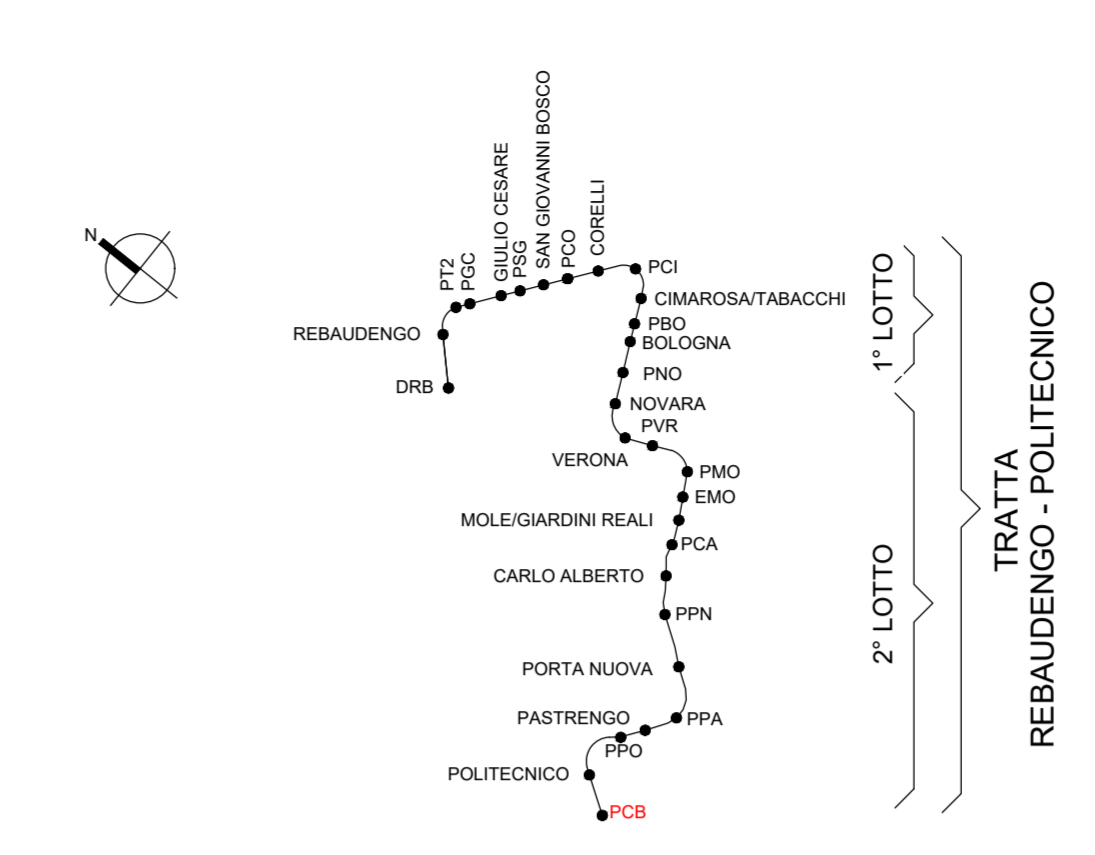 N
PT2
PGC
GIULIO CESARE
PSG
SAN GIOVANNI BOSCO
PCO
CORELLI
PCI
CIMAROSA/TABACCHI
REBAUDENGO
PBO
BOLOGNA
DRB
PNO
NOVARA
PVR
VERONA
PMO
EMO
MOLE/GIARDINI REALI
PCA
CARLO ALBERTO
PPN
PORTA NUOVA
PASTRENGO
PPA
PPO
POLITECNICO
PCB
1° LOTTO
2° LOTTO
TRATTA
REBAUDENGO - POLITECNICO